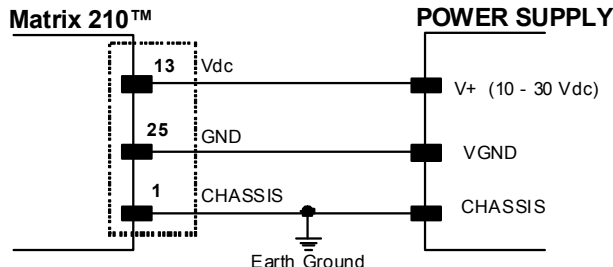 Matrix 210™ POWER SUPPLY
13 Vdc V+ (10 - 30 Vdc)
25 GND VGND
1 CHASSIS CHASSIS
Earth Ground